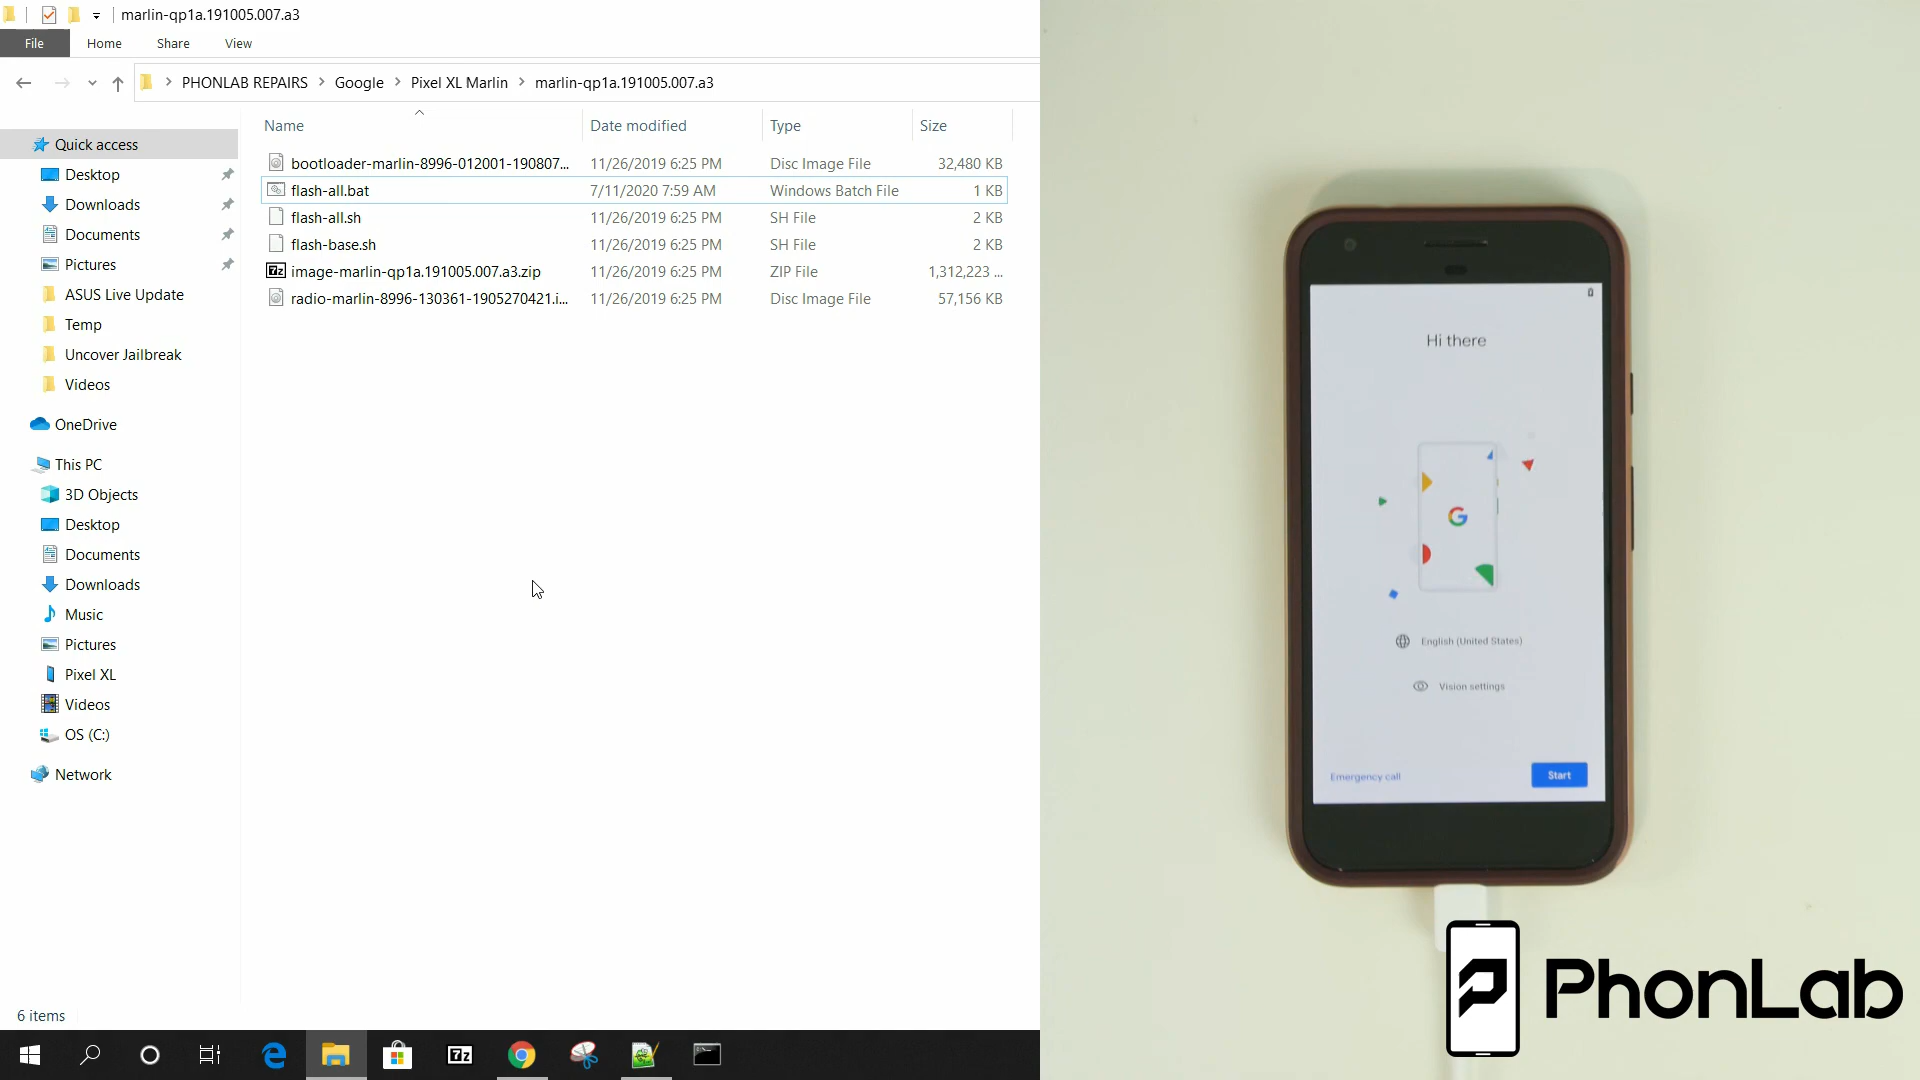 marlin-qp1a.191005.007.a3
File Home Share View
PHONLAB REPAIRS Google Pixel XL Marlin marlin-qp1a.191005.007.a3
Name Date modified Type Size
bootloader-marlin-8996-012001-190807... 11/26/2019 6:25 PM Disc Image File 32,480 KB
flash-all.bat 7/11/2020 7:59 AM Windows Batch File 1 KB
flash-all.sh 11/26/2019 6:25 PM SH File 2 KB
flash-base.sh 11/26/2019 6:25 PM SH File 2 KB
7z image-marlin-qp1a.191005.007.a3.zip 11/26/2019 6:25 PM ZIP File 1,312,223 ...
radio-marlin-8996-130361-1905270421.i... 11/26/2019 6:25 PM Disc Image File 57,156 KB
Quick access
Desktop
Downloads
Documents
Pictures
ASUS Live Update
Temp
Uncover Jailbreak
Videos
OneDrive
This PC
3D Objects
Desktop
Documents
Downloads
Music
Pictures
Pixel XL
Videos
OS (C:)
Network
6 items
7z
Hi there
G
English (United States)
Vision settings
Emergency call Start
PhonLab